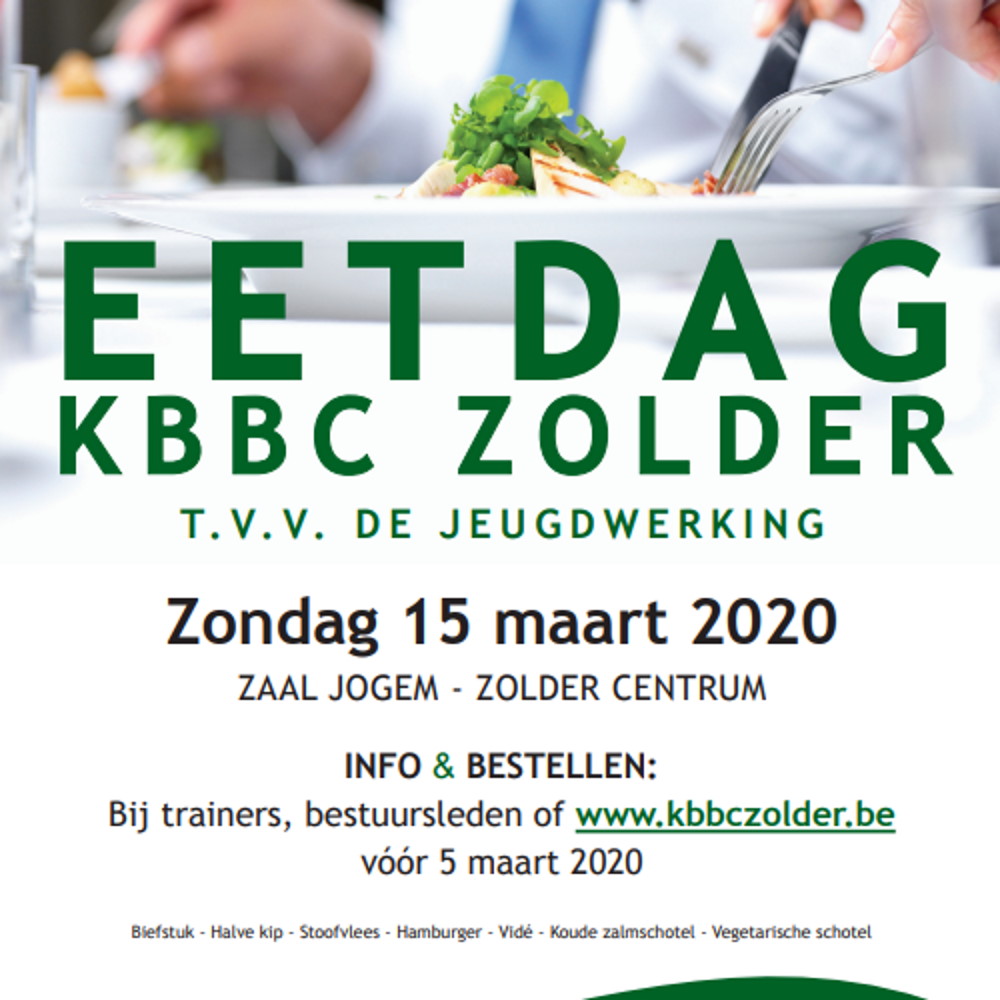 EETDAG
KBBC ZOLDER
T.V.V. DE JEUGDWERKING
Zondag 15 maart 2020
ZAAL JOGEM - ZOLDER CENTRUM
INFO & BESTELLEN:
Bij trainers, bestuursleden of www.kbbczolder.be
vóór 5 maart 2020
Biefstuk - Halve kip - Stoofvlees - Hamburger - Vidé - Koude zalmschotel - Vegetarische schotel